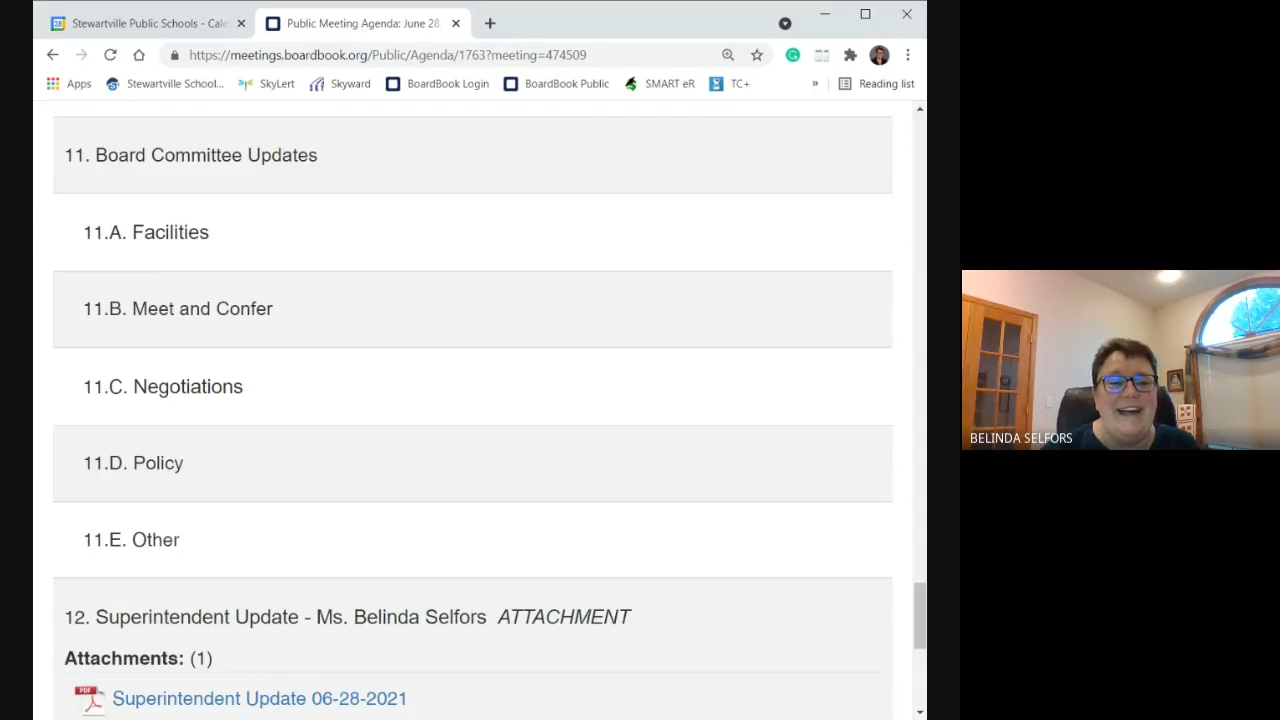 Stewartville Public Schools - Cale
Public Meeting Agenda: June 28,
https://meetings.boardbook.org/Public/Agenda/1763?meeting=474509
Apps
Stewartville School...
SkyLert
Skyward
BoardBook Login
BoardBook Public
SMART eR
TC+
»
Reading list
11. Board Committee Updates
11.A. Facilities
11.B. Meet and Confer
11.C. Negotiations
11.D. Policy
11.E. Other
12. Superintendent Update - Ms. Belinda Selfors ATTACHMENT
Attachments: (1)
PDF
Superintendent Update 06-28-2021
BELINDA SELFORS